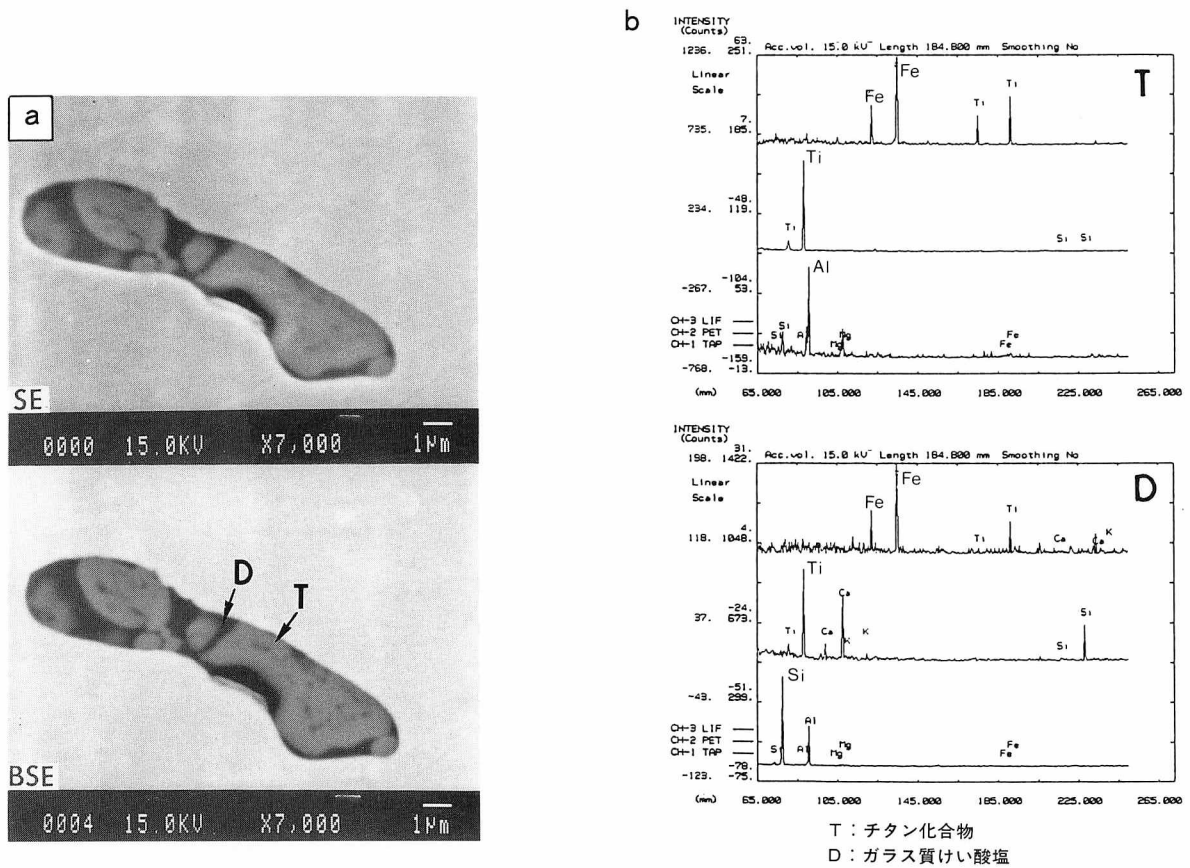 a
SE
0000 15.0KV X7,000 1μm
D
T
BSE
0004 15.0KV X7,000 1μm
b
INTENSITY
(Counts)
63.
1236. 251. Acc.vol. 15.0 kV Length 184.800 mm Smoothing No
Linear
Scale
T
Fe
Fe
Ti
Ti
7.
735. 185.
Ti
Ti
-48.
234. 119.
Si Si
Al
-104.
-267. 53.
CH-3 LIF
CH-2 PET
CH-1 TAP
Si
Mg
Mg
Fe
Fe
-159.
-768. -13.
(mm) 65.000 105.000 145.000 185.000 225.000 265.000
INTENSITY
(Counts)
31.
198. 1422. Acc.vol. 15.0 kV Length 184.800 mm Smoothing No
Linear
Scale
D
Fe
Fe
Ti
Ti
Ca
Ca
K
4.
118. 1048.
Ti
Ti
Ca
Ca
K
K
Si
Si
-24.
37. 673.
Si
Al
-51.
-43. 299.
CH-3 LIF
CH-2 PET
CH-1 TAP
S
Al
Mg
Mg
Fe
Fe
-78.
-123. -75.
(mm) 65.000 105.000 145.000 185.000 225.000 265.000
T：チタン化合物
D：ガラス質けい酸塩